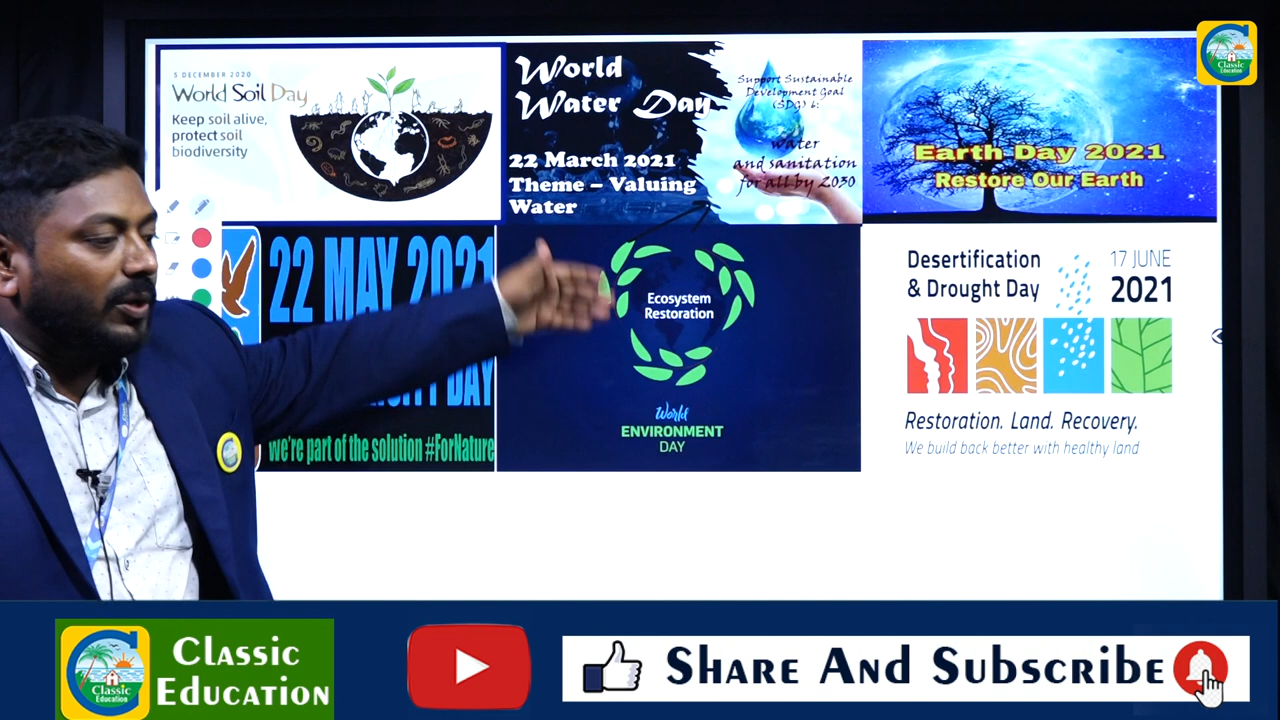 5 DECEMBER 2020
World Soil Day
Keep soil alive,
protect soil
biodiversity
World
Water Day
22 March 2021
Theme – Valuing
Water
Support Sustainable
Development Goal
(SDG) 6:
water
and sanitation
for all by 2030
Earth Day 2021
Restore Our Earth
Classic
Education
22 MAY 2021
DAY
we're part of the solution #ForNature
Ecosystem
Restoration
World
ENVIRONMENT
DAY
Desertification
& Drought Day
17 JUNE
2021
Restoration. Land. Recovery.
We build back better with healthy land
Classic
Education
CLASSIC
EDUCATION
SHARE AND SUBSCRIBE